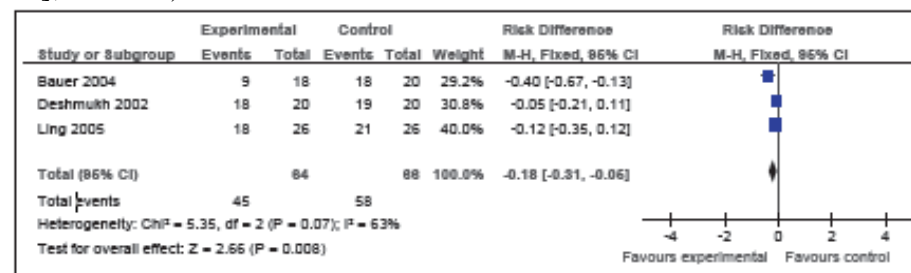 Experimental Control Risk Difference Risk Difference
Study or Subgroup Events Total Events Total Weight M-H, Fixed, 95% CI M-H, Fixed, 95% CI
Bauer 2004 9 18 18 20 29.2% -0.40 [-0.67, -0.13]
Deshmukh 2002 18 20 19 20 30.8% -0.05 [-0.21, 0.11]
Ling 2005 18 26 21 26 40.0% -0.12 [-0.35, 0.12]
Total (95% CI) 64 66 100.0% -0.18 [-0.31, -0.05]
Total events 45 58
Heterogeneity: Chi² = 5.35, df = 2 (P = 0.07); I² = 63%
Test for overall effect: Z = 2.66 (P = 0.008)
-4 -2 0 2 4
Favours experimental Favours control